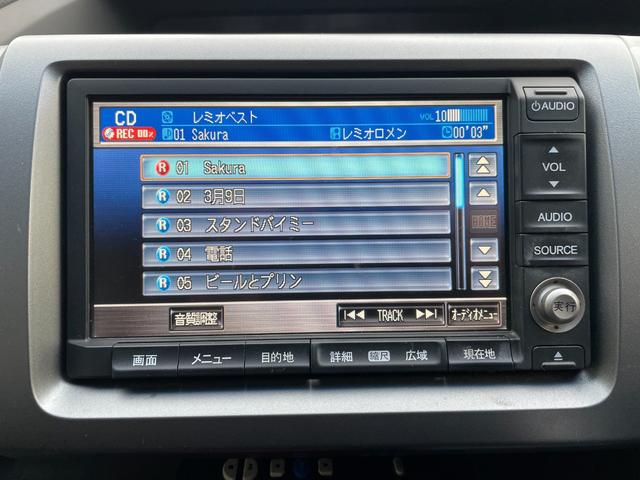 CD レミオベスト VOL 10
REC 00% 01 Sakura レミオロメン 00'03"
R 01 Sakura
R 02 3月9日
R 03 スタンドバイミー
HOME
R 04 電話
R 05 ビールとプリン
音質調整 TRACK オーディオメニュー
AUDIO
VOL
AUDIO
SOURCE
実行
画面 メニュー 目的地 詳細 縮尺 広域 現在地